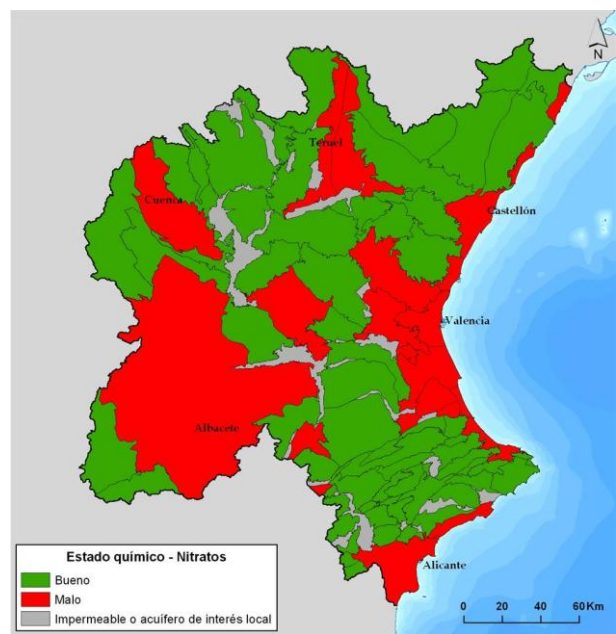 N
Teruel
Cuenca
Castellón
Valencia
Albacete
Alicante
Estado químico - Nitratos
Bueno
Malo
Impermeable o acuífero de interés local
0 20 40 60 Km